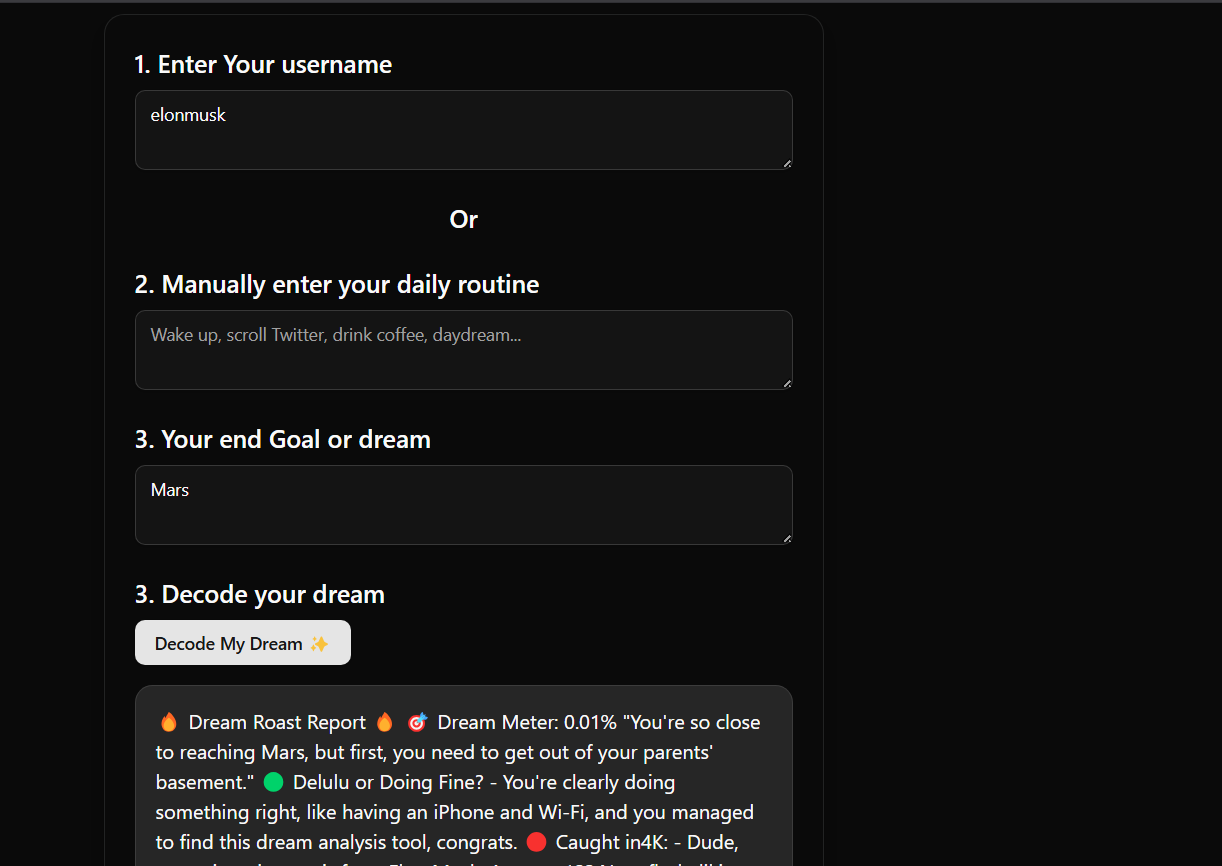 1. Enter Your username
elonmusk
Or
2. Manually enter your daily routine
Wake up, scroll Twitter, drink coffee, daydream...
3. Your end Goal or dream
Mars
3. Decode your dream
Decode My Dream ✨
🔥 Dream Roast Report 🔥 🎯 Dream Meter: 0.01% "You're so close
to reaching Mars, but first, you need to get out of your parents'
basement." 🟢 Delulu or Doing Fine? - You're clearly doing
something right, like having an iPhone and Wi-Fi, and you managed
to find this dream analysis tool, congrats. 🔴 Caught in4K: - Dude,